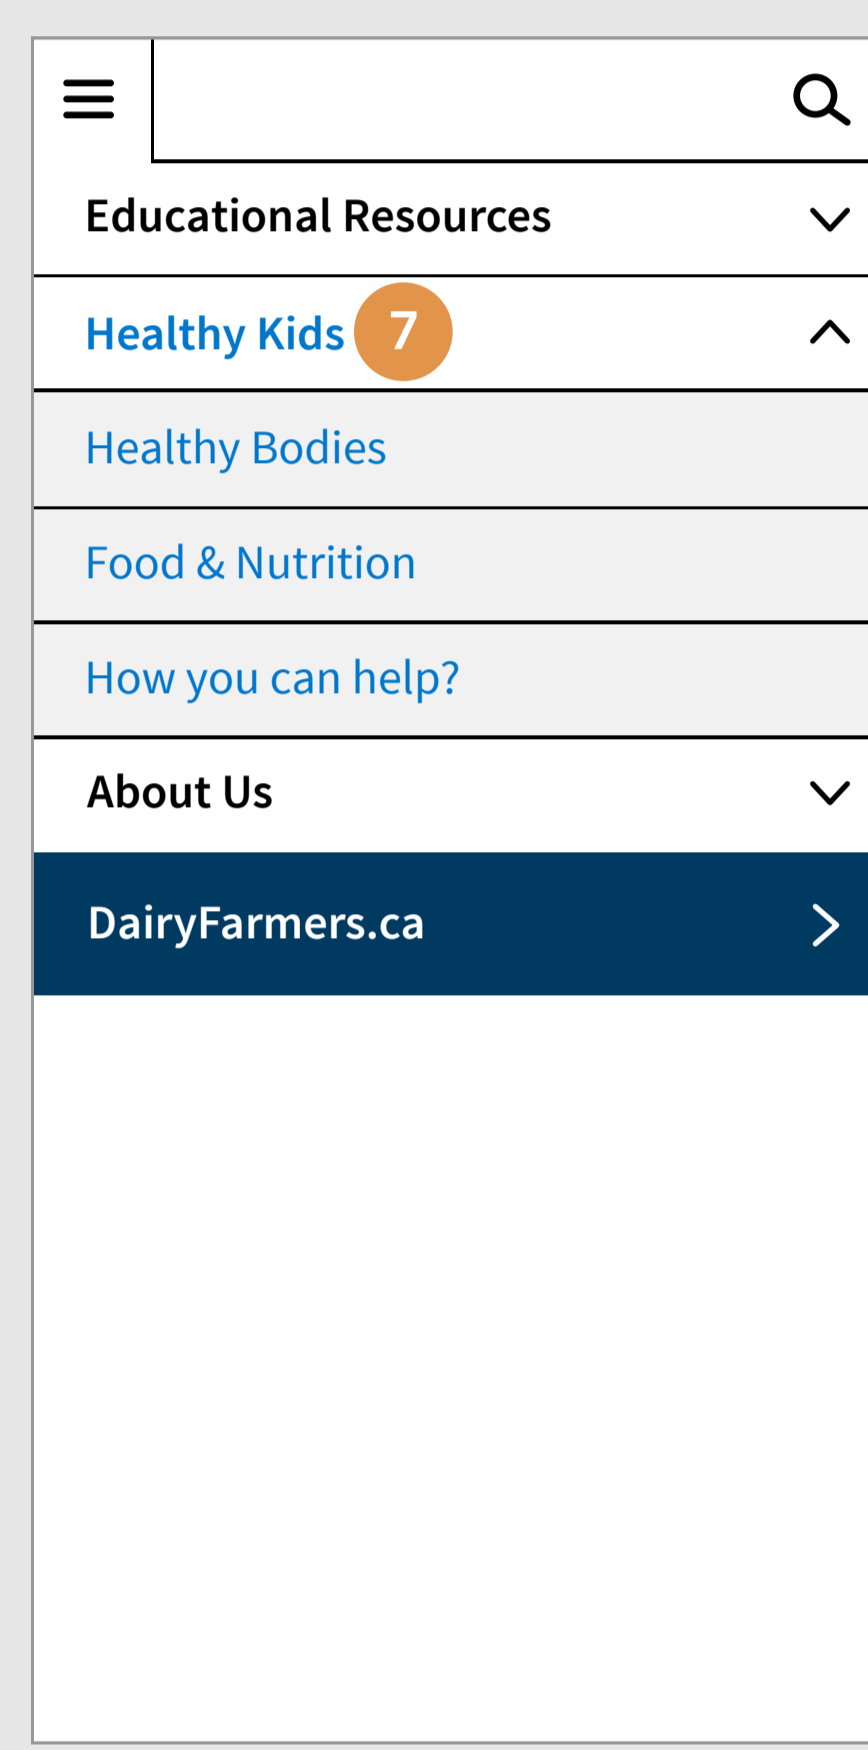 Educational Resources
Healthy Kids 7
Healthy Bodies
Food & Nutrition
How you can help?
About Us
DairyFarmers.ca